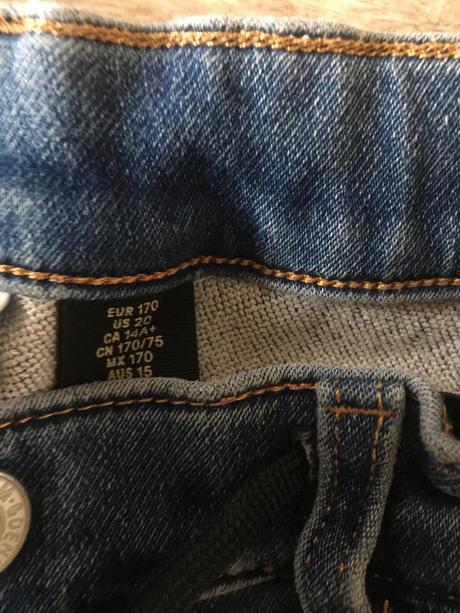 EUR 170
US 20
CA 14A+
CN 170/75
MX 170
AUS 15